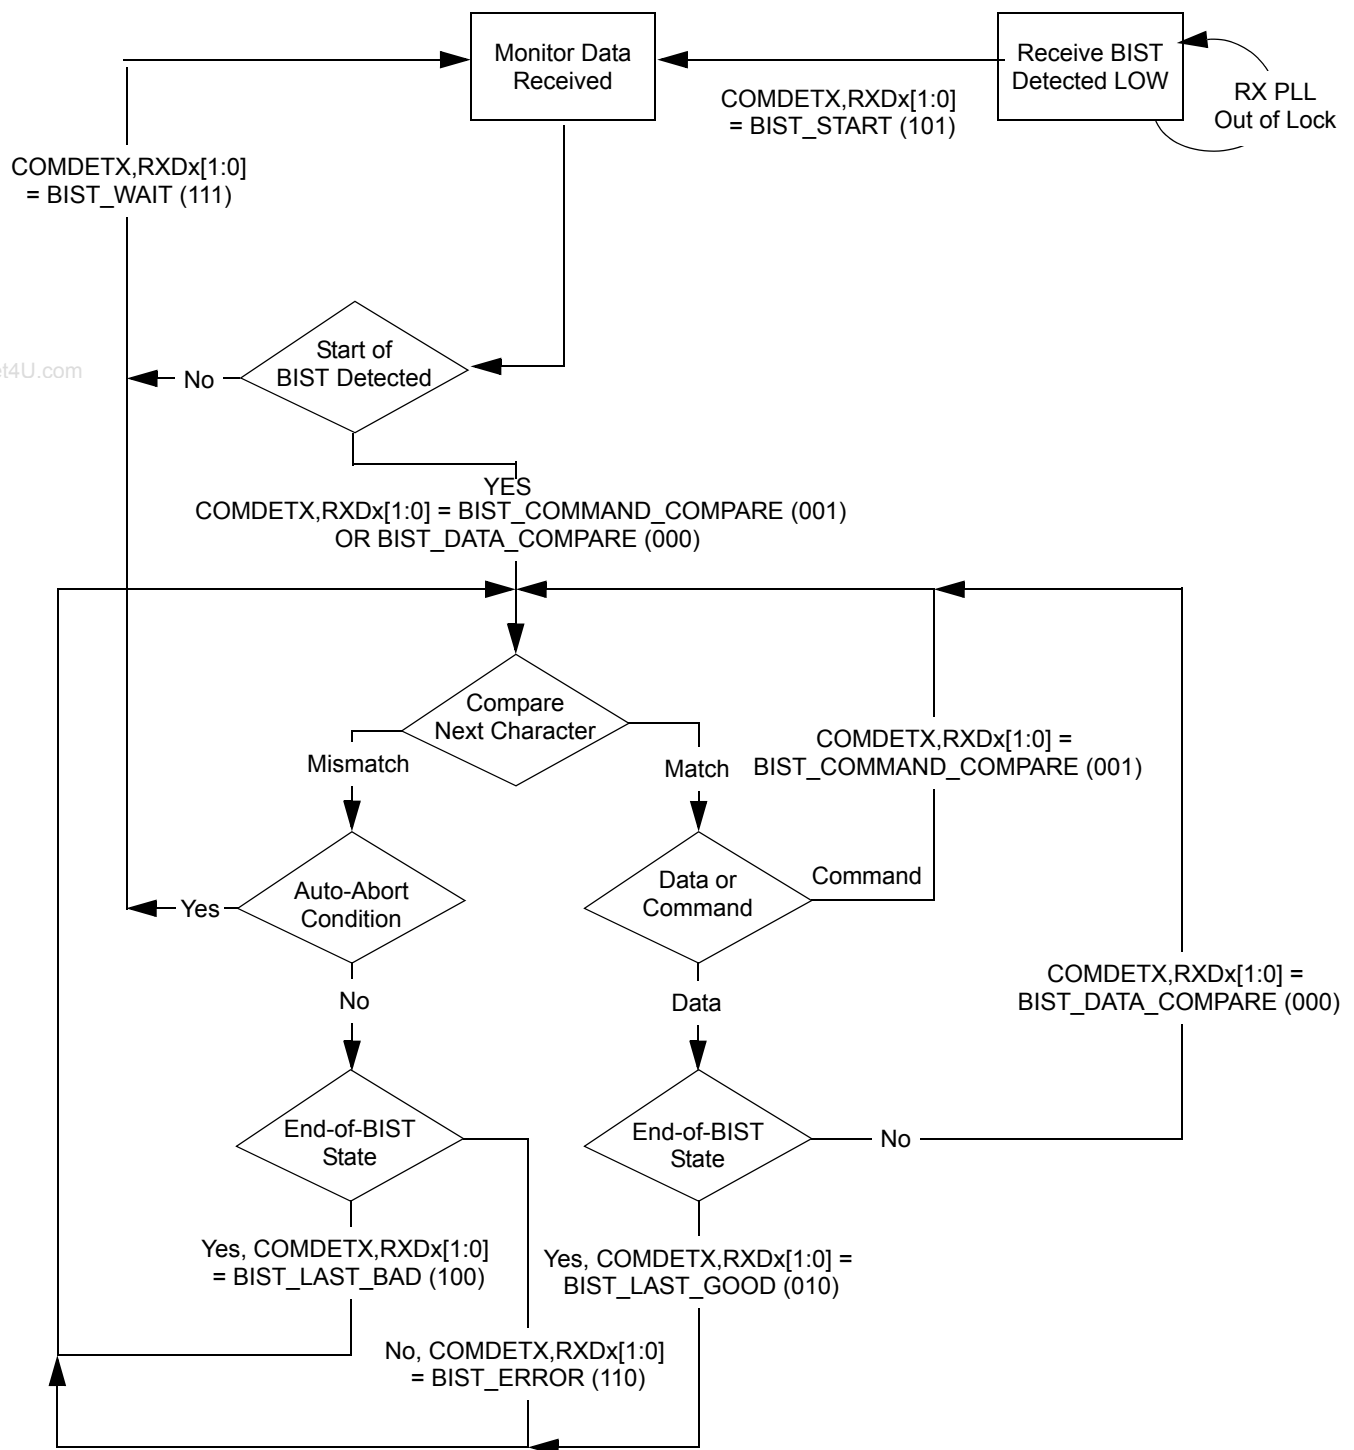 Monitor Data
Received
Receive BIST
Detected LOW
RX PLL
Out of Lock
COMDETX,RXDx[1:0]
= BIST_START (101)
COMDETX,RXDx[1:0]
= BIST_WAIT (111)
Start of
BIST Detected
et4U.com
No
YES
COMDETX,RXDx[1:0] = BIST_COMMAND_COMPARE (001)
OR BIST_DATA_COMPARE (000)
Compare
Next Character
Mismatch
Match
COMDETX,RXDx[1:0] =
BIST_COMMAND_COMPARE (001)
Auto-Abort
Condition
Yes
Data or
Command
Command
No
Data
COMDETX,RXDx[1:0] =
BIST_DATA_COMPARE (000)
End-of-BIST
State
End-of-BIST
State
No
Yes, COMDETX,RXDx[1:0]
= BIST_LAST_BAD (100)
Yes, COMDETX,RXDx[1:0] =
BIST_LAST_GOOD (010)
No, COMDETX,RXDx[1:0]
= BIST_ERROR (110)